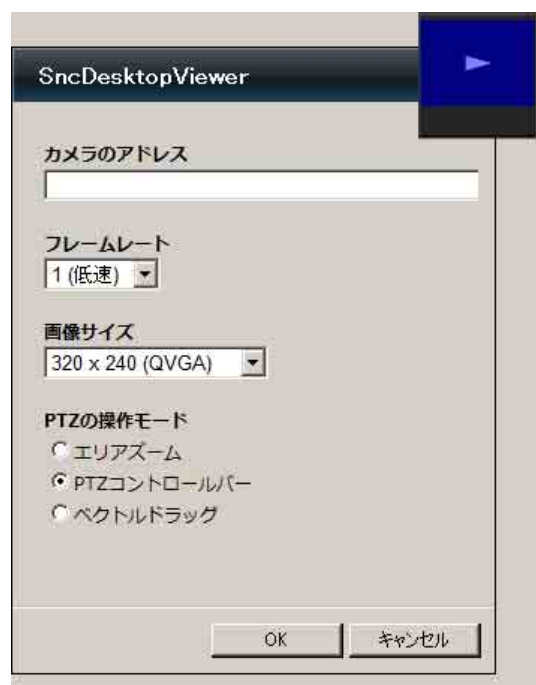 SncDesktopViewer
カメラのアドレス
フレームレート
1 (低速)
画像サイズ
320 x 240 (QVGA)
PTZの操作モード
エリアズーム
PTZコントロールバー
ベクトルドラッグ
OK
キャンセル